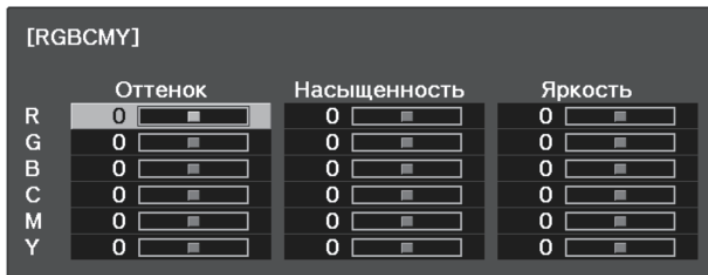 [RGBCMY]
Оттенок Насыщенность Яркость
R 0 0 0
G 0 0 0
B 0 0 0
C 0 0 0
M 0 0 0
Y 0 0 0